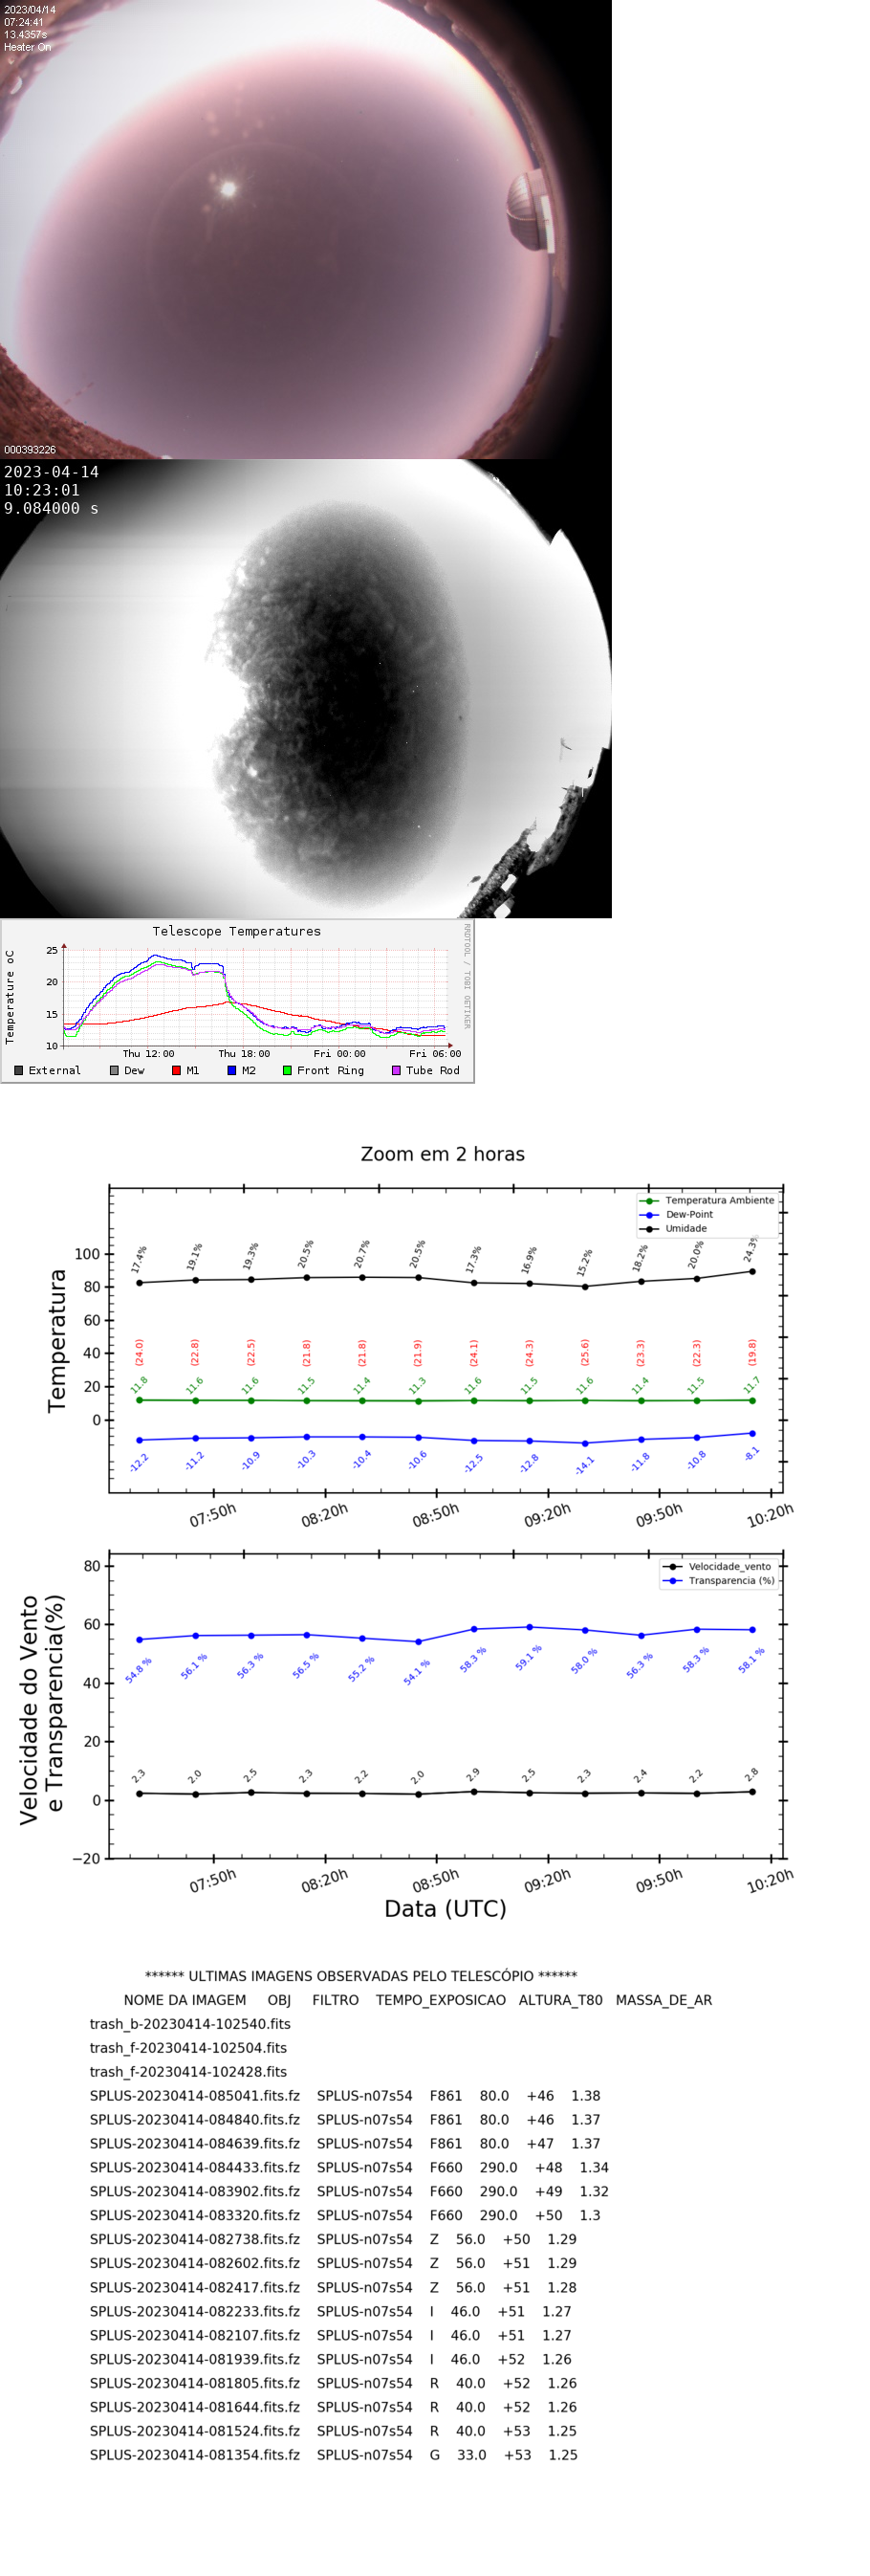 2023/04/14
07:24:41
13.4357s
Heater On
000393226
2023-04-14
10:23:01
9.084000 s
Telescope Temperatures
RRDTOOL / TOBI OETIKER
Temperature oC
25
20
15
10
Thu 12:00 Thu 18:00 Fri 00:00 Fri 06:00
External Dew M1 M2 Front Ring Tube Rod
Zoom em 2 horas
Temperatura Ambiente
Dew-Point
Umidade
Temperatura
100
80
60
40
20
0
17.4% 19.1% 19.3% 20.5% 20.7% 20.5% 17.3% 16.9% 15.2% 18.2% 20.0% 24.3%
(24.0) (22.8) (22.5) (21.8) (21.8) (21.9) (24.1) (24.3) (25.6) (23.3) (22.3) (19.8)
11.8 11.6 11.6 11.5 11.4 11.3 11.6 11.5 11.6 11.4 11.5 11.7
-12.2 -11.2 -10.9 -10.3 -10.4 -10.6 -12.5 -12.8 -14.1 -11.8 -10.8 -8.1
07:50h 08:20h 08:50h 09:20h 09:50h 10:20h
Velocidade_vento
Transparencia (%)
Velocidade do Vento
e Transparencia(%)
80
60
40
20
0
−20
54.8 % 56.1 % 56.3 % 56.5 % 55.2 % 54.1 % 58.3 % 59.1 % 58.0 % 56.3 % 58.3 % 58.1 %
2.3 2.0 2.5 2.3 2.2 2.0 2.9 2.5 2.3 2.4 2.2 2.8
07:50h 08:20h 08:50h 09:20h 09:50h 10:20h
Data (UTC)
****** ULTIMAS IMAGENS OBSERVADAS PELO TELESCÓPIO ******
NOME DA IMAGEM OBJ FILTRO TEMPO_EXPOSICAO ALTURA_T80 MASSA_DE_AR
trash_b-20230414-102540.fits
trash_f-20230414-102504.fits
trash_f-20230414-102428.fits
SPLUS-20230414-085041.fits.fz SPLUS-n07s54 F861 80.0 +46 1.38
SPLUS-20230414-084840.fits.fz SPLUS-n07s54 F861 80.0 +46 1.37
SPLUS-20230414-084639.fits.fz SPLUS-n07s54 F861 80.0 +47 1.37
SPLUS-20230414-084433.fits.fz SPLUS-n07s54 F660 290.0 +48 1.34
SPLUS-20230414-083902.fits.fz SPLUS-n07s54 F660 290.0 +49 1.32
SPLUS-20230414-083320.fits.fz SPLUS-n07s54 F660 290.0 +50 1.3
SPLUS-20230414-082738.fits.fz SPLUS-n07s54 Z 56.0 +50 1.29
SPLUS-20230414-082602.fits.fz SPLUS-n07s54 Z 56.0 +51 1.29
SPLUS-20230414-082417.fits.fz SPLUS-n07s54 Z 56.0 +51 1.28
SPLUS-20230414-082233.fits.fz SPLUS-n07s54 I 46.0 +51 1.27
SPLUS-20230414-082107.fits.fz SPLUS-n07s54 I 46.0 +51 1.27
SPLUS-20230414-081939.fits.fz SPLUS-n07s54 I 46.0 +52 1.26
SPLUS-20230414-081805.fits.fz SPLUS-n07s54 R 40.0 +52 1.26
SPLUS-20230414-081644.fits.fz SPLUS-n07s54 R 40.0 +52 1.26
SPLUS-20230414-081524.fits.fz SPLUS-n07s54 R 40.0 +53 1.25
SPLUS-20230414-081354.fits.fz SPLUS-n07s54 G 33.0 +53 1.25